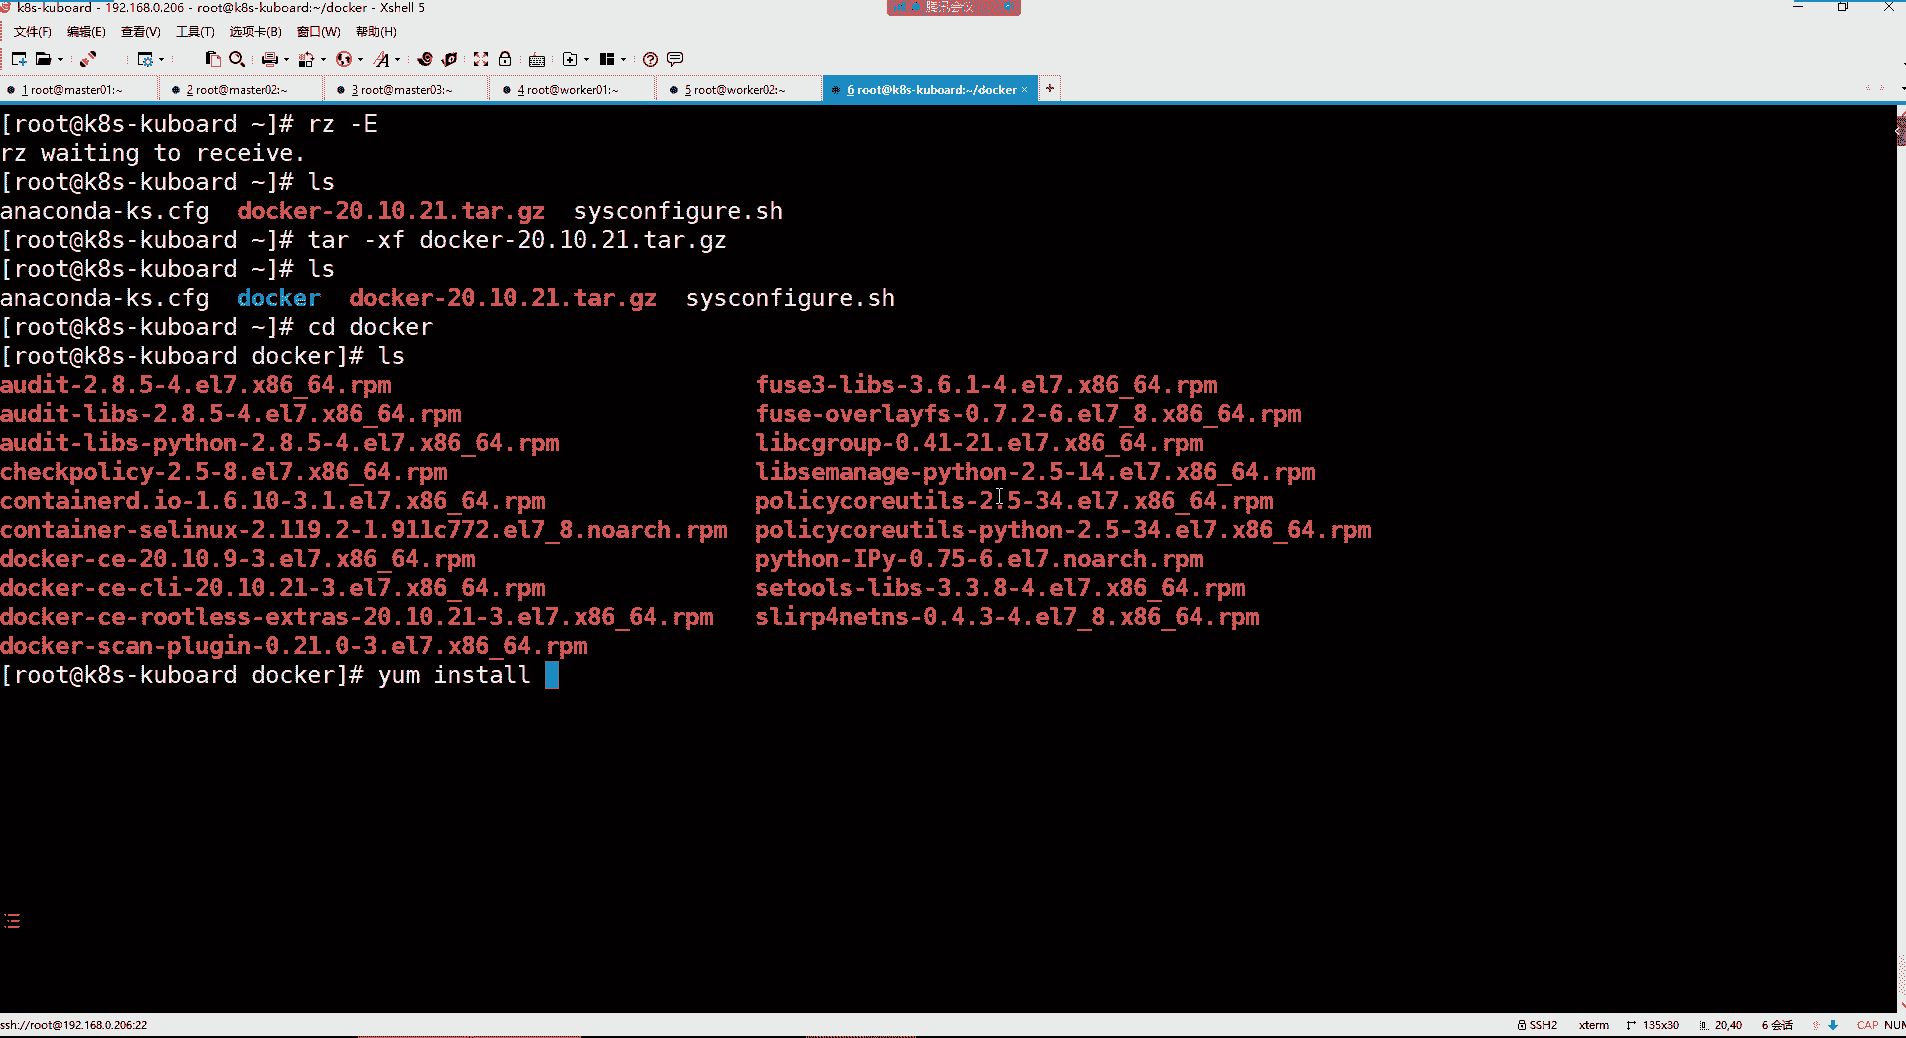 k8s-kuboard - 192.168.0.206 - root@k8s-kuboard:~/docker - Xshell 5
腾讯会议
文件(F) 编辑(E) 查看(V) 工具(T) 选项卡(B) 窗口(W) 帮助(H)
1 root@master01:~ 2 root@master02:~ 3 root@master03:~ 4 root@worker01:~ 5 root@worker02:~ 6 root@k8s-kuboard:~/docker × +
[root@k8s-kuboard ~]# rz -E
rz waiting to receive.
[root@k8s-kuboard ~]# ls
anaconda-ks.cfg docker-20.10.21.tar.gz sysconfigure.sh
[root@k8s-kuboard ~]# tar -xf docker-20.10.21.tar.gz
[root@k8s-kuboard ~]# ls
anaconda-ks.cfg docker docker-20.10.21.tar.gz sysconfigure.sh
[root@k8s-kuboard ~]# cd docker
[root@k8s-kuboard docker]# ls
audit-2.8.5-4.el7.x86_64.rpm fuse3-libs-3.6.1-4.el7.x86_64.rpm
audit-libs-2.8.5-4.el7.x86_64.rpm fuse-overlayfs-0.7.2-6.el7_8.x86_64.rpm
audit-libs-python-2.8.5-4.el7.x86_64.rpm libcgroup-0.41-21.el7.x86_64.rpm
checkpolicy-2.5-8.el7.x86_64.rpm libsemanage-python-2.5-14.el7.x86_64.rpm
containerd.io-1.6.10-3.1.el7.x86_64.rpm policycoreutils-2.5-34.el7.x86_64.rpm
container-selinux-2.119.2-1.911c772.el7_8.noarch.rpm policycoreutils-python-2.5-34.el7.x86_64.rpm
docker-ce-20.10.9-3.el7.x86_64.rpm python-IPy-0.75-6.el7.noarch.rpm
docker-ce-cli-20.10.21-3.el7.x86_64.rpm setools-libs-3.3.8-4.el7.x86_64.rpm
docker-ce-rootless-extras-20.10.21-3.el7.x86_64.rpm slirp4netns-0.4.3-4.el7_8.x86_64.rpm
docker-scan-plugin-0.21.0-3.el7.x86_64.rpm
[root@k8s-kuboard docker]# yum install
ssh://root@192.168.0.206:22 SSH2 xterm 135x30 20,40 6 会话 CAP NUM